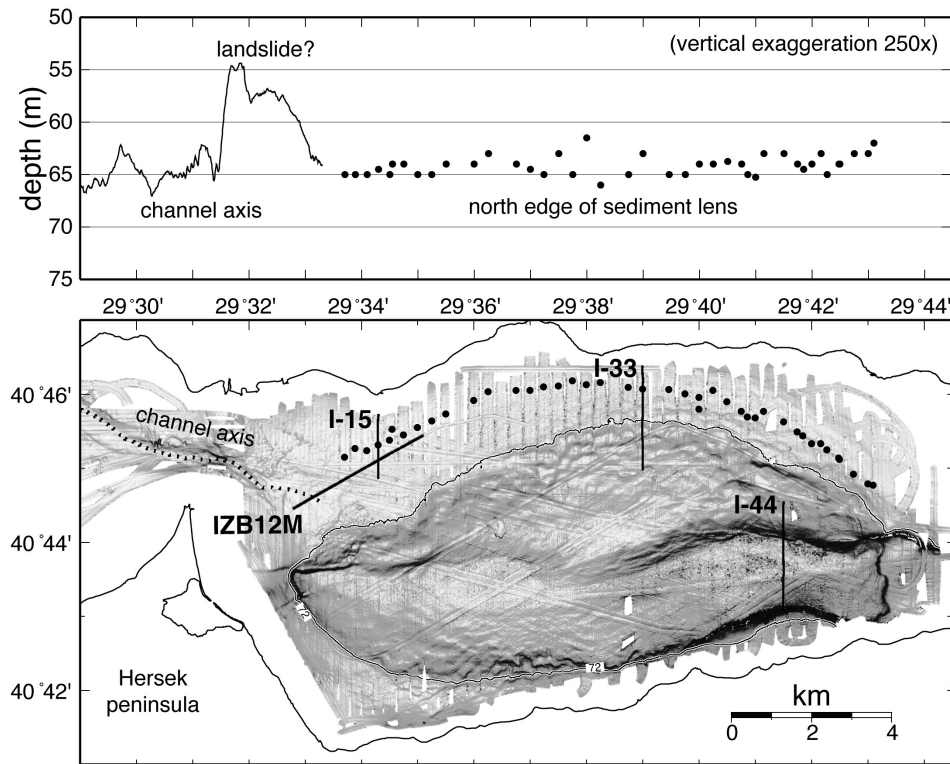 50
landslide?
(vertical exaggeration 250x)
55
60
65
channel axis
north edge of sediment lens
70
75
depth (m)
29˚30' 29˚32' 29˚34' 29˚36' 29˚38' 29˚40' 29˚42' 29˚44'
I-33
40˚46'
channel axis
I-15
I-44
IZB12M
40˚44'
72
72
Hersek
peninsula
40˚42'
km
0 2 4